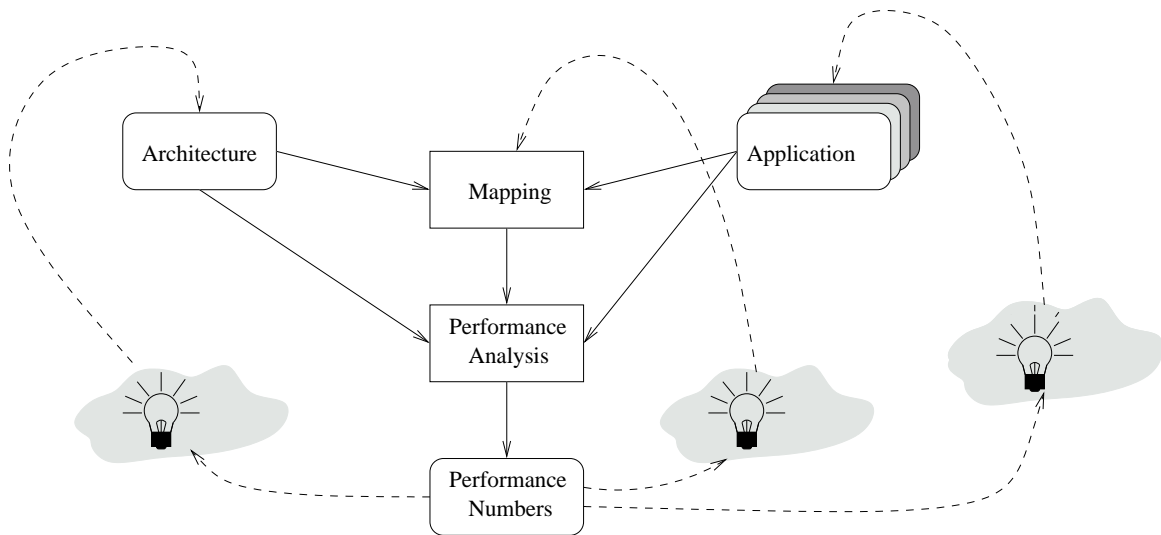 Architecture
Application
Mapping
Performance
Analysis
Performance
Numbers